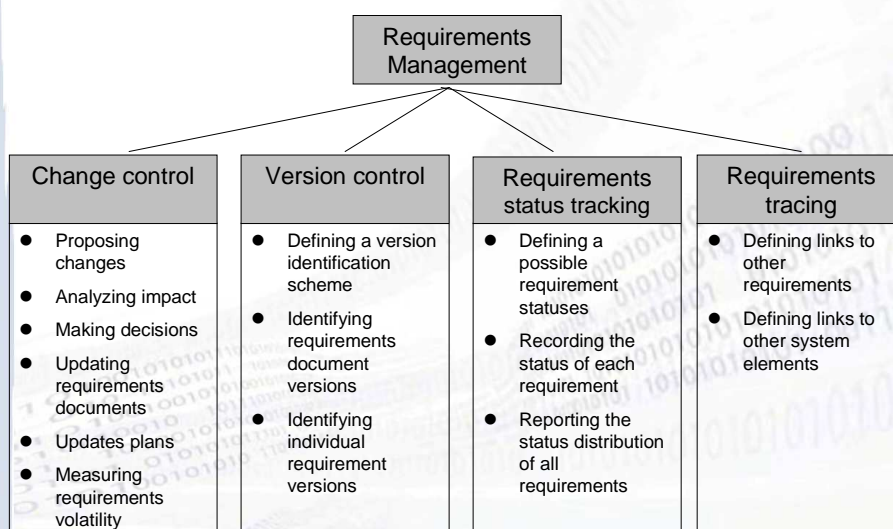 Requirements
Management
Change control
● Proposing
changes
● Analyzing impact
● Making decisions
● Updating
requirements
documents
● Updates plans
● Measuring
requirements
volatility
Version control
● Defining a version
identification
scheme
● Identifying
requirements
document
versions
● Identifying
individual
requirement
versions
Requirements
status tracking
● Defining a
possible
requirement
statuses
● Recording the
status of each
requirement
● Reporting the
status distribution
of all
requirements
Requirements
tracing
● Defining links to
other
requirements
● Defining links to
other system
elements